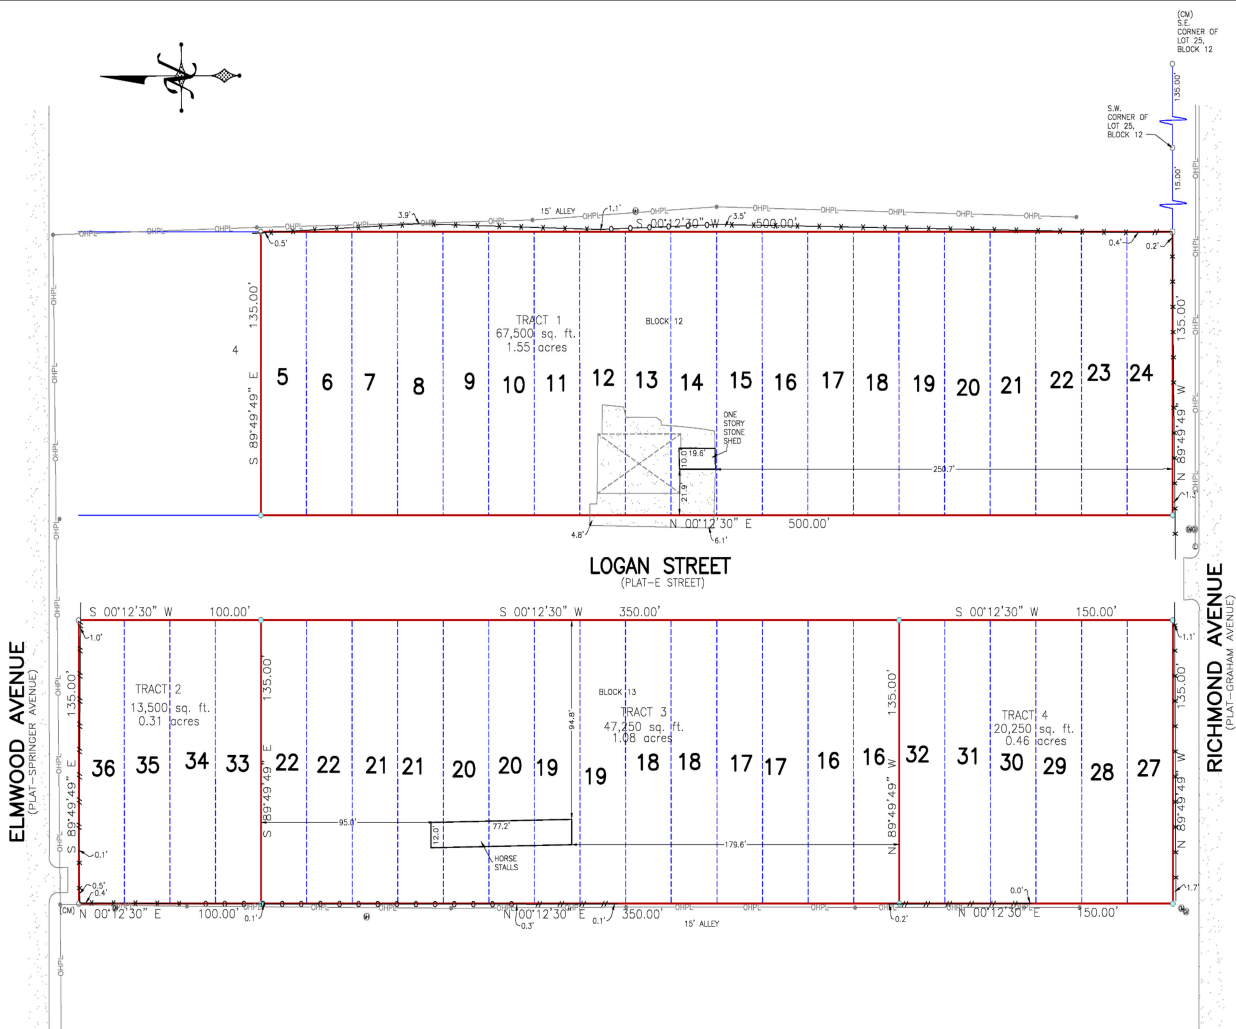 (CM)
S.E.
CORNER OF
LOT 25,
BLOCK 12
135.00'
S.W.
CORNER OF
LOT 25,
BLOCK 12
15.00'
N
OHPL
3.9'
15' ALLEY
1.1'
S 00°12'30" W 500.00'
3.5'
0.5'
0.4'
0.2'
S 89°49'49" E 135.00'
4
TRACT 1
67,500 sq. ft.
1.55 acres
BLOCK 12
N 89°49'49" W 135.00'
5 6 7 8 9 10 11 12 13 14 15 16 17 18 19 20 21 22 23 24
ONE
STORY
STONE
SHED
19.6'
10.0'
21.9'
250.7'
4.8'
6.1'
N 00°12'30" E 500.00'
LOGAN STREET
(PLAT-E STREET)
S 00°12'30" W 100.00'
S 00°12'30" W 350.00'
S 00°12'30" W 150.00'
1.0'
1.1'
ELMWOOD AVENUE
(PLAT-SPRINGER AVENUE)
RICHMOND AVENUE
(PLAT-GRAHAM AVENUE)
S 89°49'49" E 135.00'
TRACT 2
13,500 sq. ft.
0.31 acres
S 89°49'49" E 135.00'
BLOCK 13
TRACT 3
47,250 sq. ft.
1.08 acres
94.8'
N 89°49'49" W 135.00'
TRACT 4
20,250 sq. ft.
0.46 acres
N 89°49'49" W 135.00'
36 35 34 33 22 22 21 21 20 20 19 19 18 18 17 17 16 16 32 31 30 29 28 27
95.0'
77.2'
12.0'
HORSE
STALLS
179.6'
0.1'
0.5'
0.4'
1.7'
0.0'
(CM)
N 00°12'30" E 100.00'
0.1'
N 00°12'30" E 350.00'
0.1'
0.3'
15' ALLEY
0.2'
N 00°12'30" E 150.00'